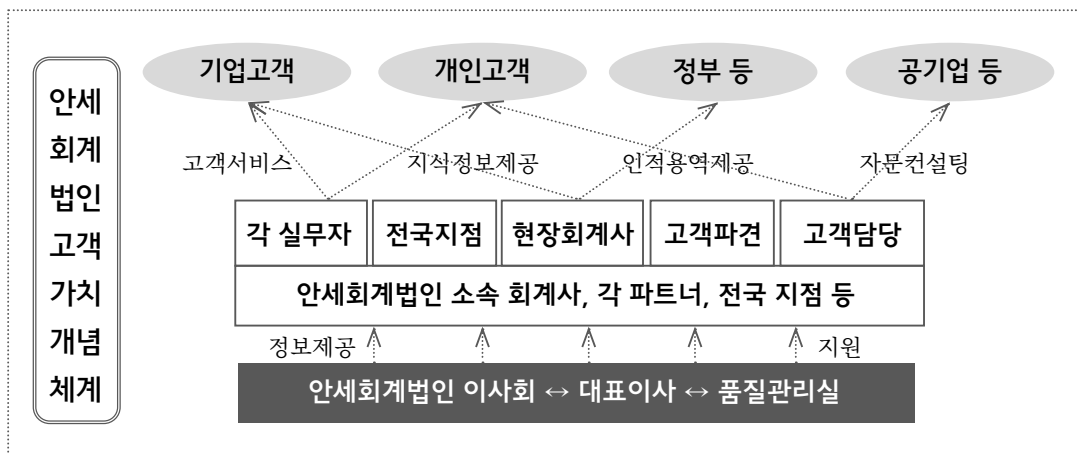 안세
회계
법인
고객
가치
개념
체계
기업고객
개인고객
정부 등
공기업 등
고객서비스
지식정보제공
인적용역제공
자문컨설팅
각 실무자
전국지점
현장회계사
고객파견
고객담당
안세회계법인 소속 회계사, 각 파트너, 전국 지점 등
정보제공
지원
안세회계법인 이사회 ↔ 대표이사 ↔ 품질관리실